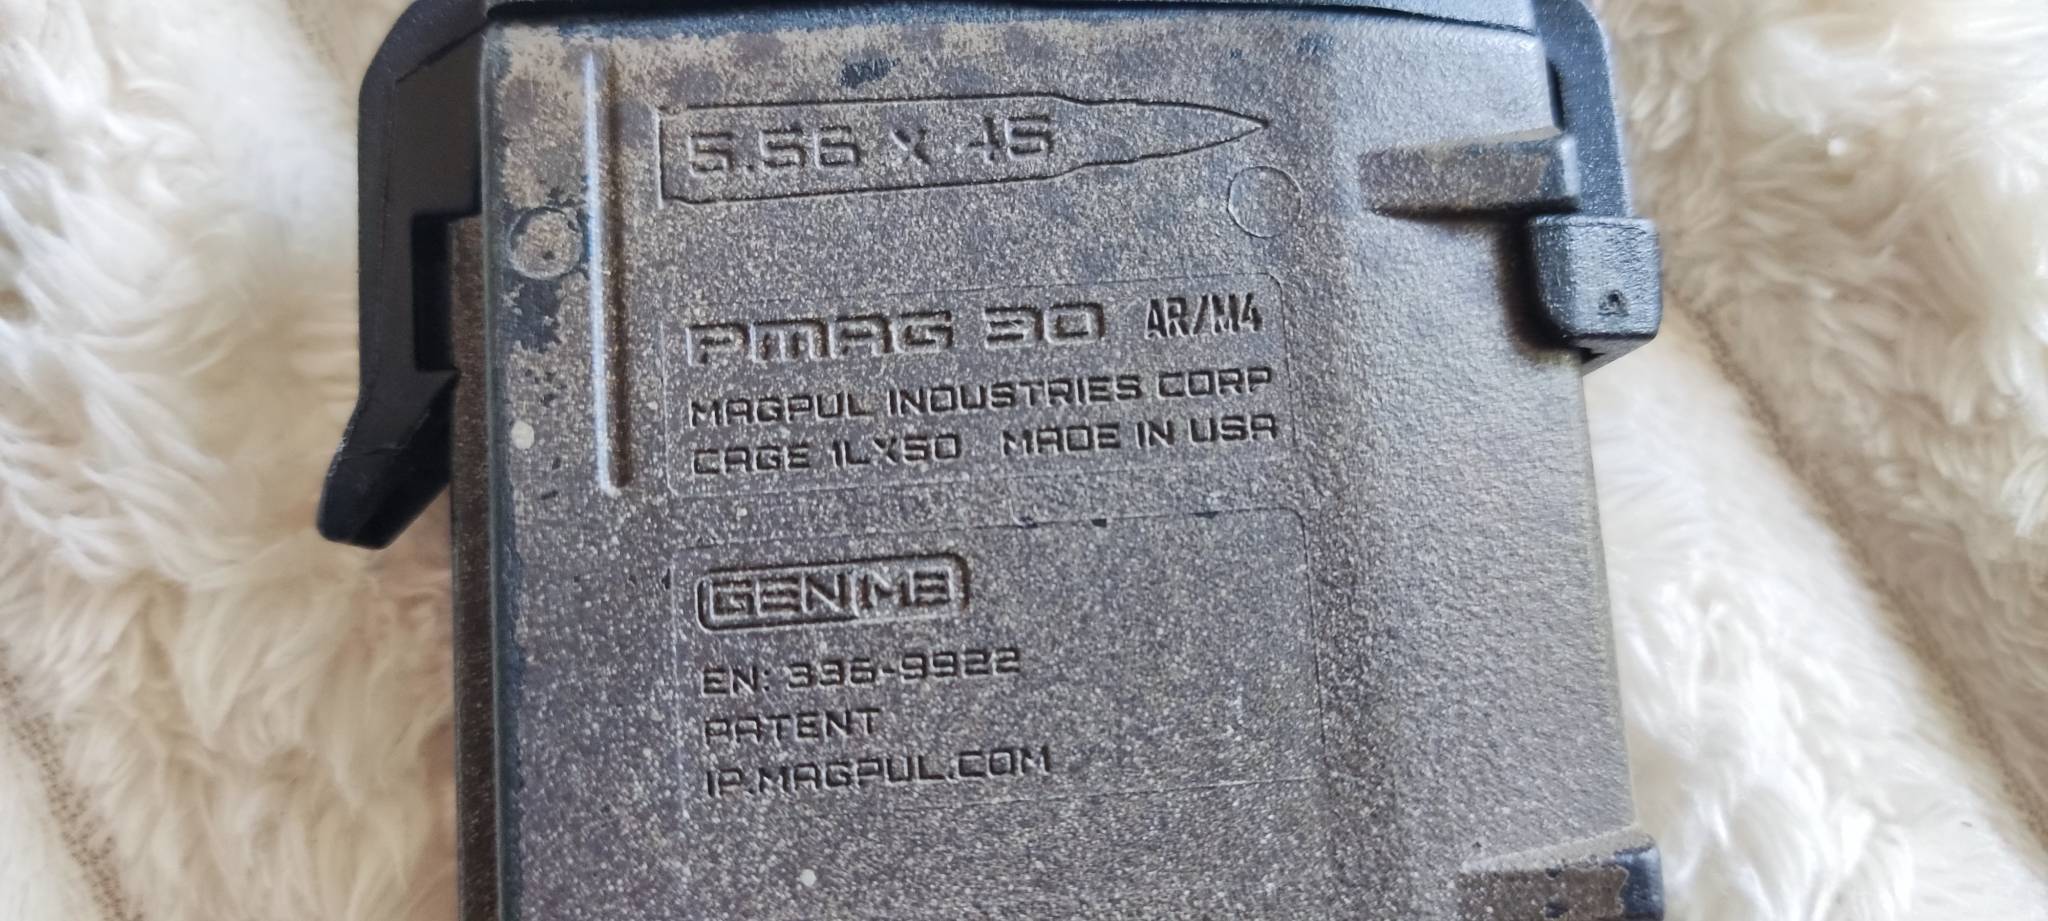 5.56 x 45
PMAG 30 AR/M4
MAGPUL INDUSTRIES CORP
CAGE 1LX50 MADE IN USA
GEN M3
EN: 336-9922
PATENT
IP.MAGPUL.COM